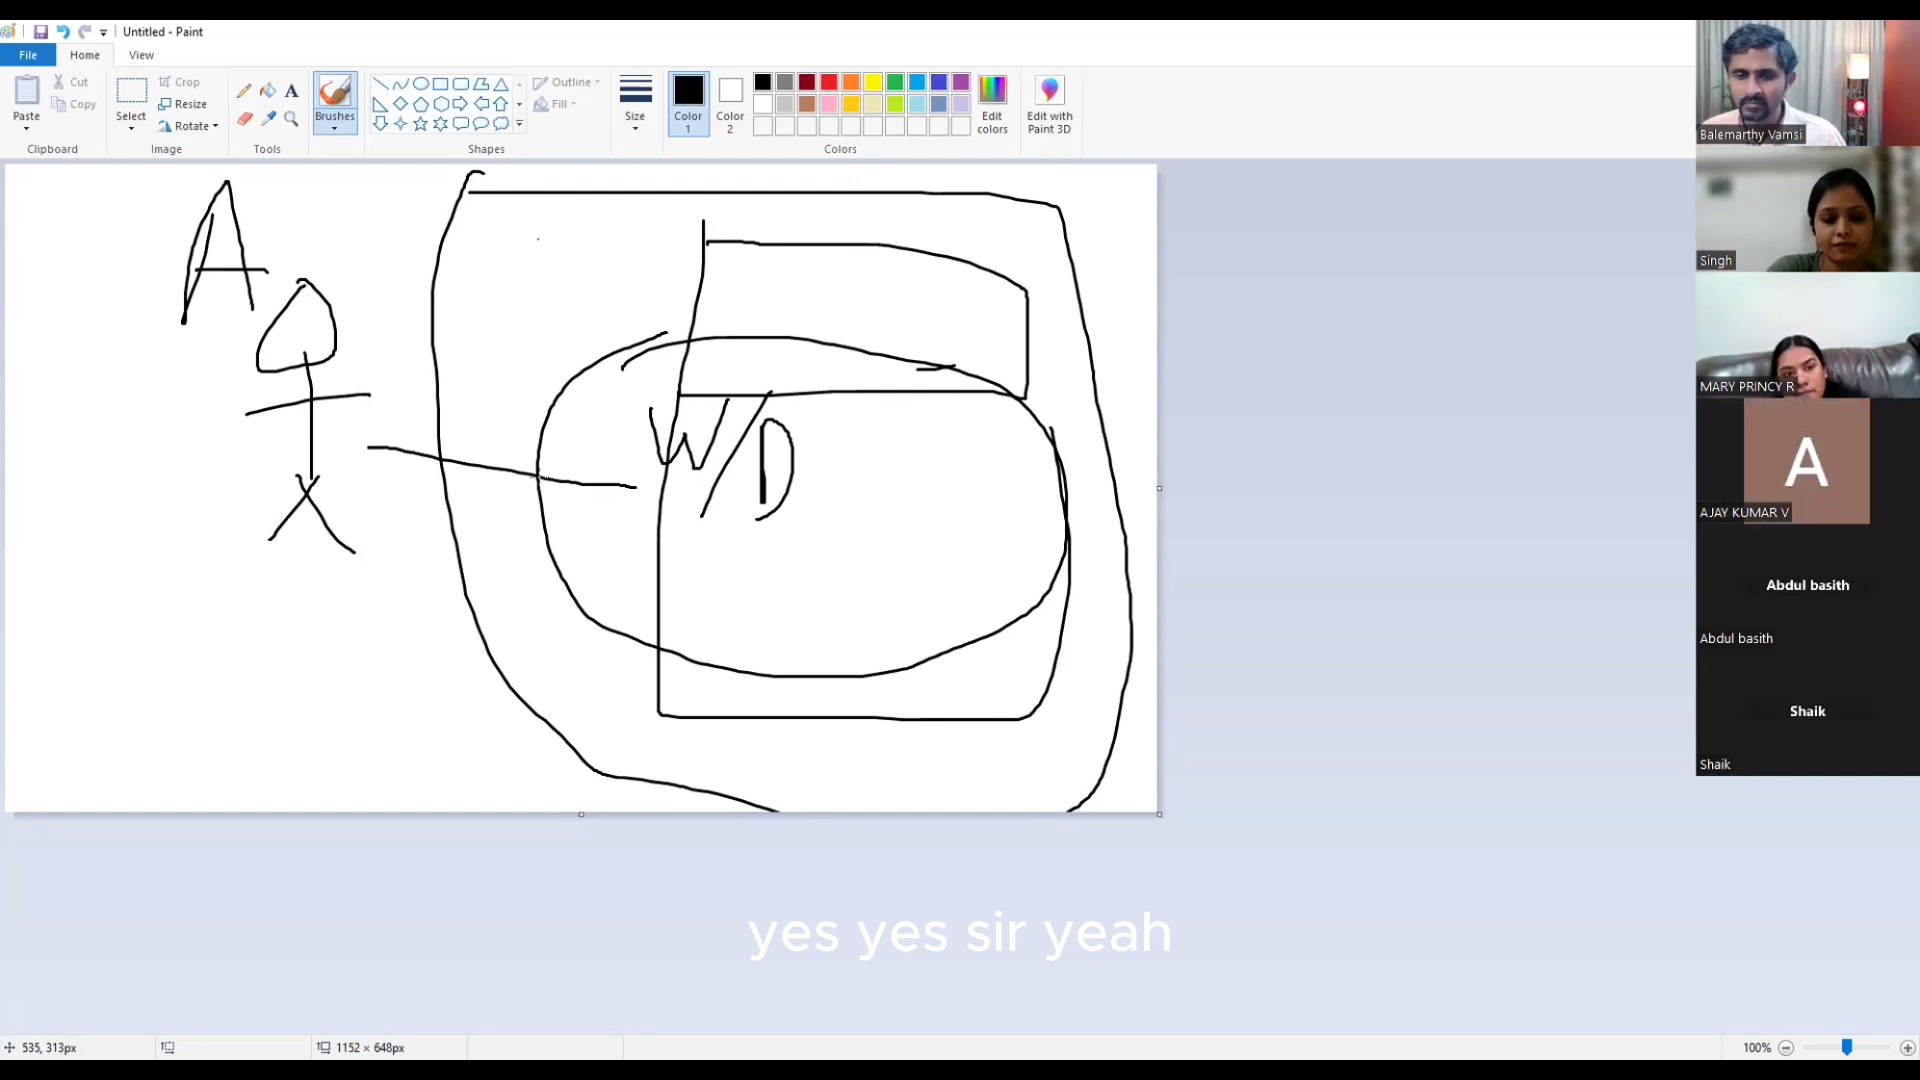 Untitled - Paint
File
Home
View
Paste
Cut
Copy
Clipboard
Select
Crop
Resize
Rotate
Image
A
Tools
Brushes
Shapes
Outline
Fill
Size
Color 1
Color 2
Edit colors
Edit with Paint 3D
Colors
A
W/D
Balemarthy Vamsi
Singh
MARY PRINCY R
A
AJAY KUMAR V
Abdul basith
Abdul basith
Shaik
Shaik
yes yes sir yeah
535, 313px
1152 × 648px
100%